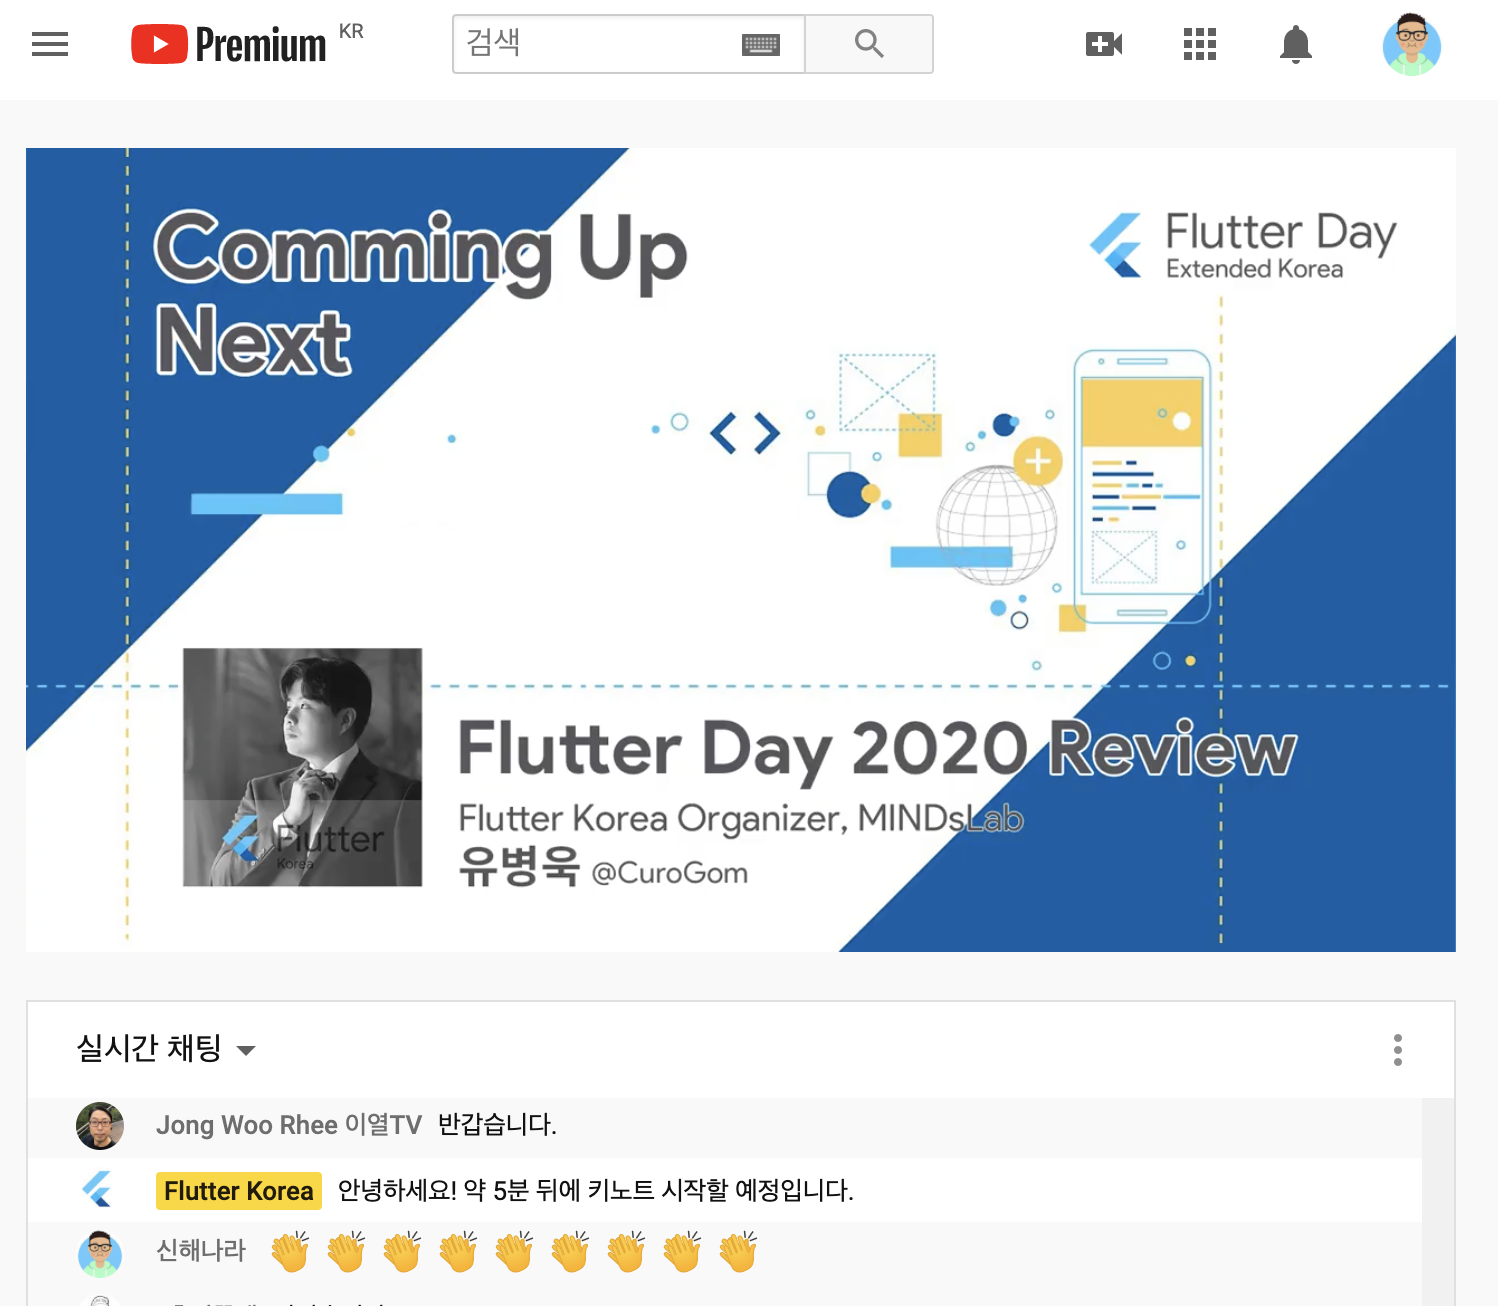 Premium KR
검색
Comming Up
Next
Flutter Day
Extended Korea
Flutter Day 2020 Review
Flutter Korea Organizer, MINDsLab
유병욱 @CuroGom
Flutter
Korea
실시간 채팅
Jong Woo Rhee 이열TV 반갑습니다.
Flutter Korea 안녕하세요! 약 5분 뒤에 키노트 시작할 예정입니다.
신해나라 👏👏👏👏👏👏👏👏👏